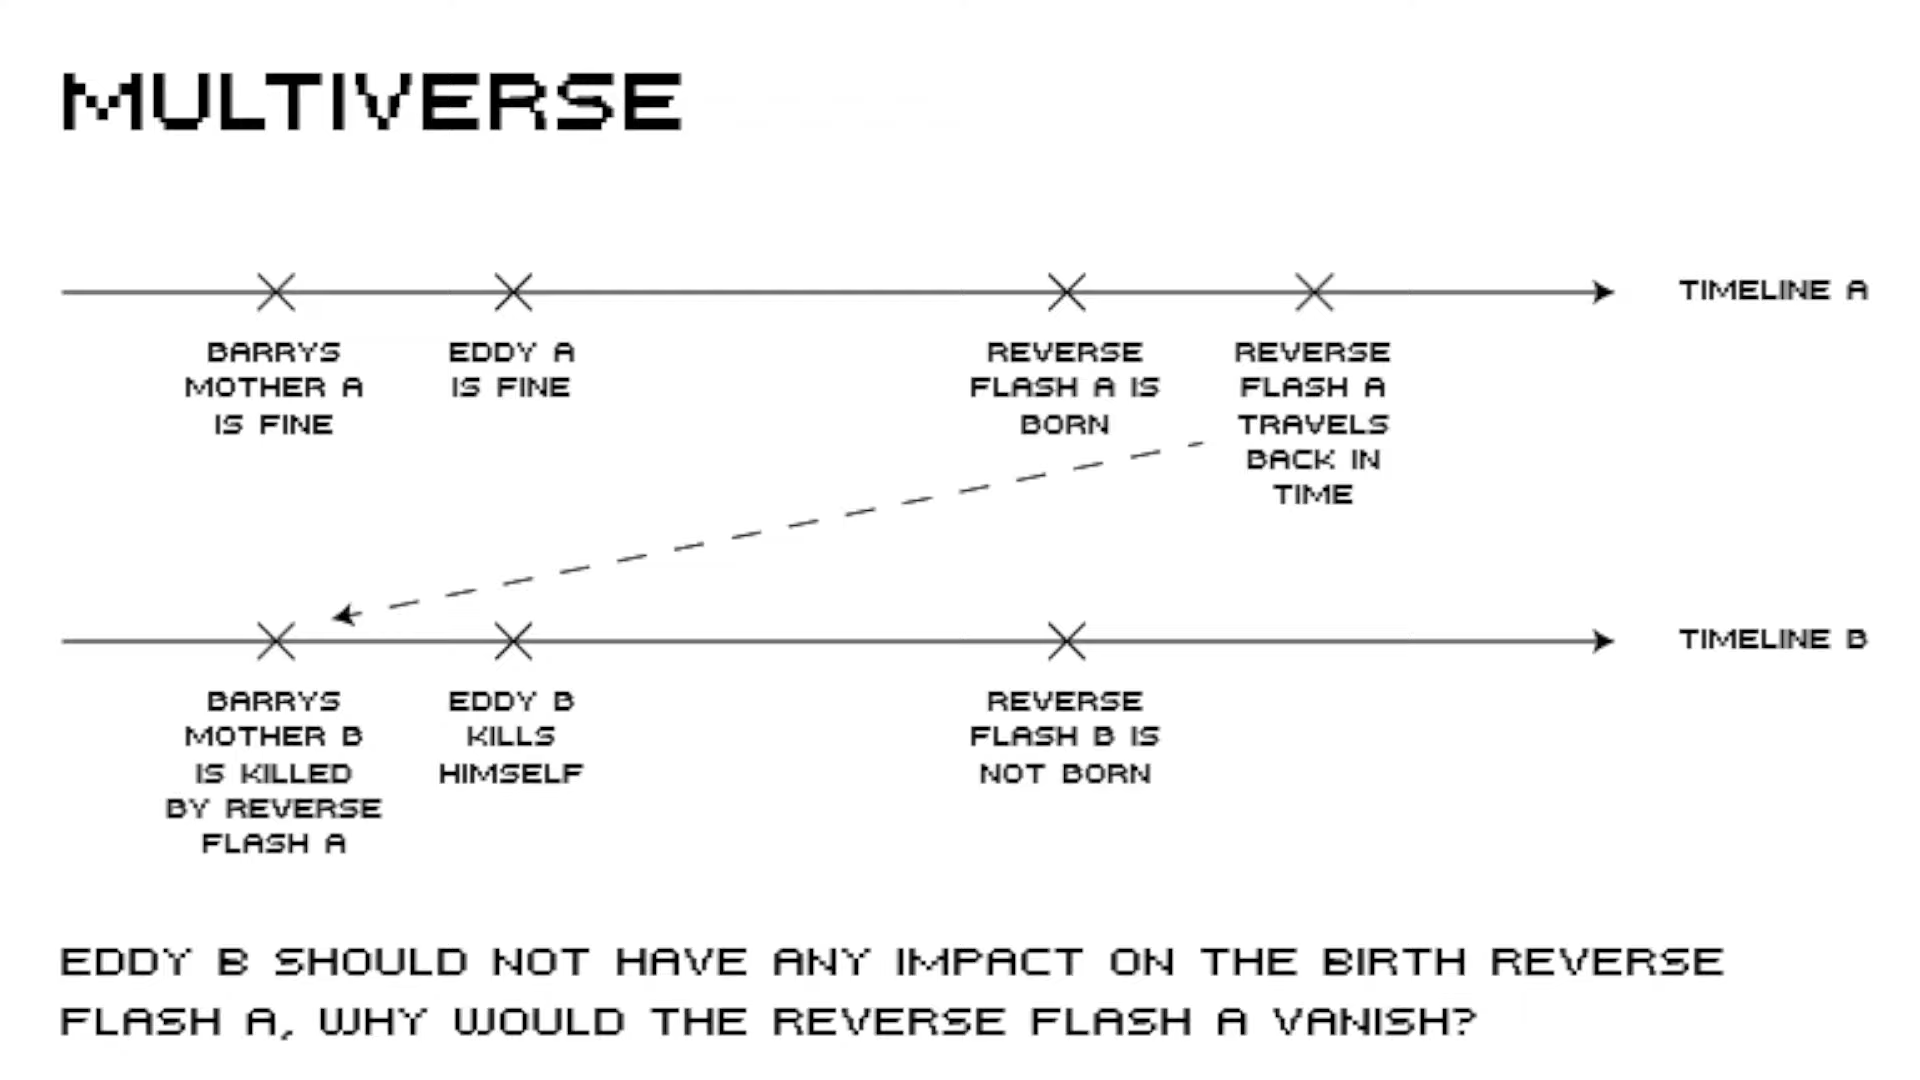 MULTIVERSE
TIMELINE A
BARRYS
MOTHER A
IS FINE
EDDY A
IS FINE
REVERSE
FLASH A IS
BORN
REVERSE
FLASH A
TRAVELS
BACK IN
TIME
TIMELINE B
BARRYS
MOTHER B
IS KILLED
BY REVERSE
FLASH A
EDDY B
KILLS
HIMSELF
REVERSE
FLASH B IS
NOT BORN
EDDY B SHOULD NOT HAVE ANY IMPACT ON THE BIRTH REVERSE
FLASH A, WHY WOULD THE REVERSE FLASH A VANISH?